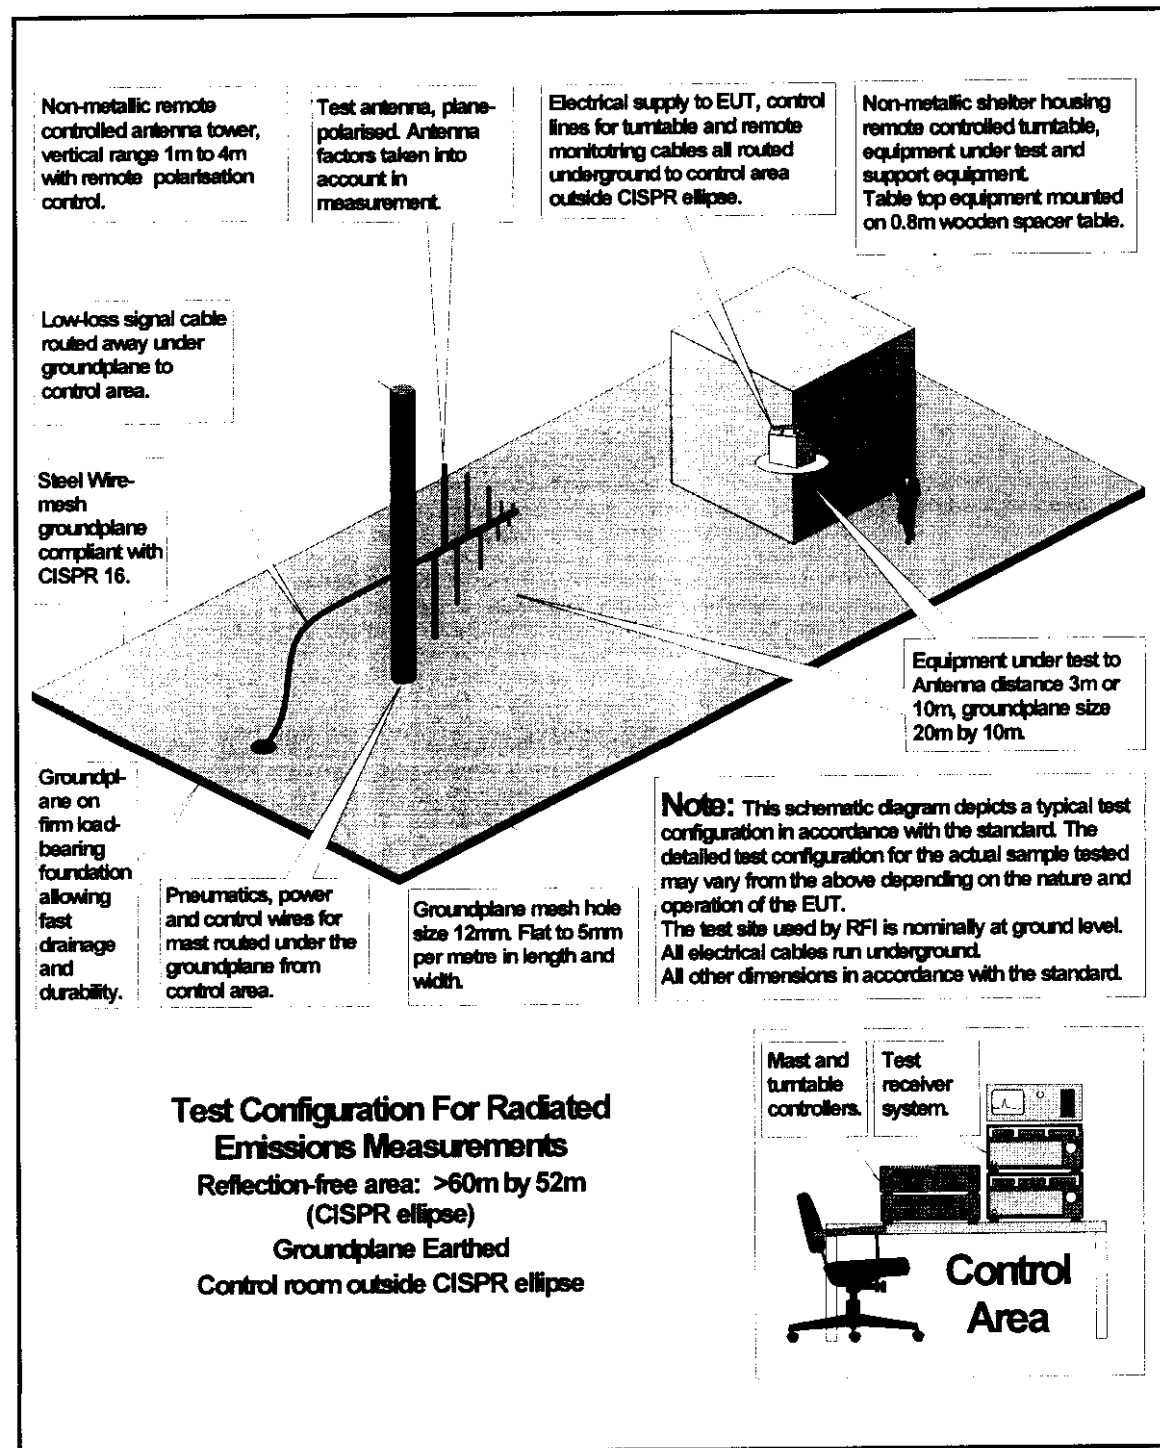 Non-metallic remote
controlled antenna tower,
vertical range 1m to 4m
with remote polarisation
control.
Test antenna, plane-
polarised. Antenna
factors taken into
account in
measurement.
Electrical supply to EUT, control
lines for turntable and remote
monitotring cables all routed
underground to control area
outside CISPR ellipse.
Non-metallic shelter housing
remote controlled turntable,
equipment under test and
support equipment.
Table top equipment mounted
on 0.8m wooden spacer table.
Low-loss signal cable
routed away under
groundplane to
control area.
Steel Wire-
mesh
groundplane
compliant with
CISPR 16.
Equipment under test to
Antenna distance 3m or
10m, groundplane size
20m by 10m.
Groundpl-
ane on
firm load-
bearing
foundation
allowing
fast
drainage
and
durability.
Pneumatics, power
and control wires for
mast routed under the
groundplane from
control area.
Groundplane mesh hole
size 12mm. Flat to 5mm
per metre in length and
width.
Note: This schematic diagram depicts a typical test
configuration in accordance with the standard. The
detailed test configuration for the actual sample tested
may vary from the above depending on the nature and
operation of the EUT.
The test site used by RFI is nominally at ground level.
All electrical cables run underground.
All other dimensions in accordance with the standard.
Test Configuration For Radiated
Emissions Measurements
Reflection-free area: >60m by 52m
(CISPR ellipse)
Groundplane Earthed
Control room outside CISPR ellipse
Mast and
turntable
controllers.
Test
receiver
system.
Control
Area